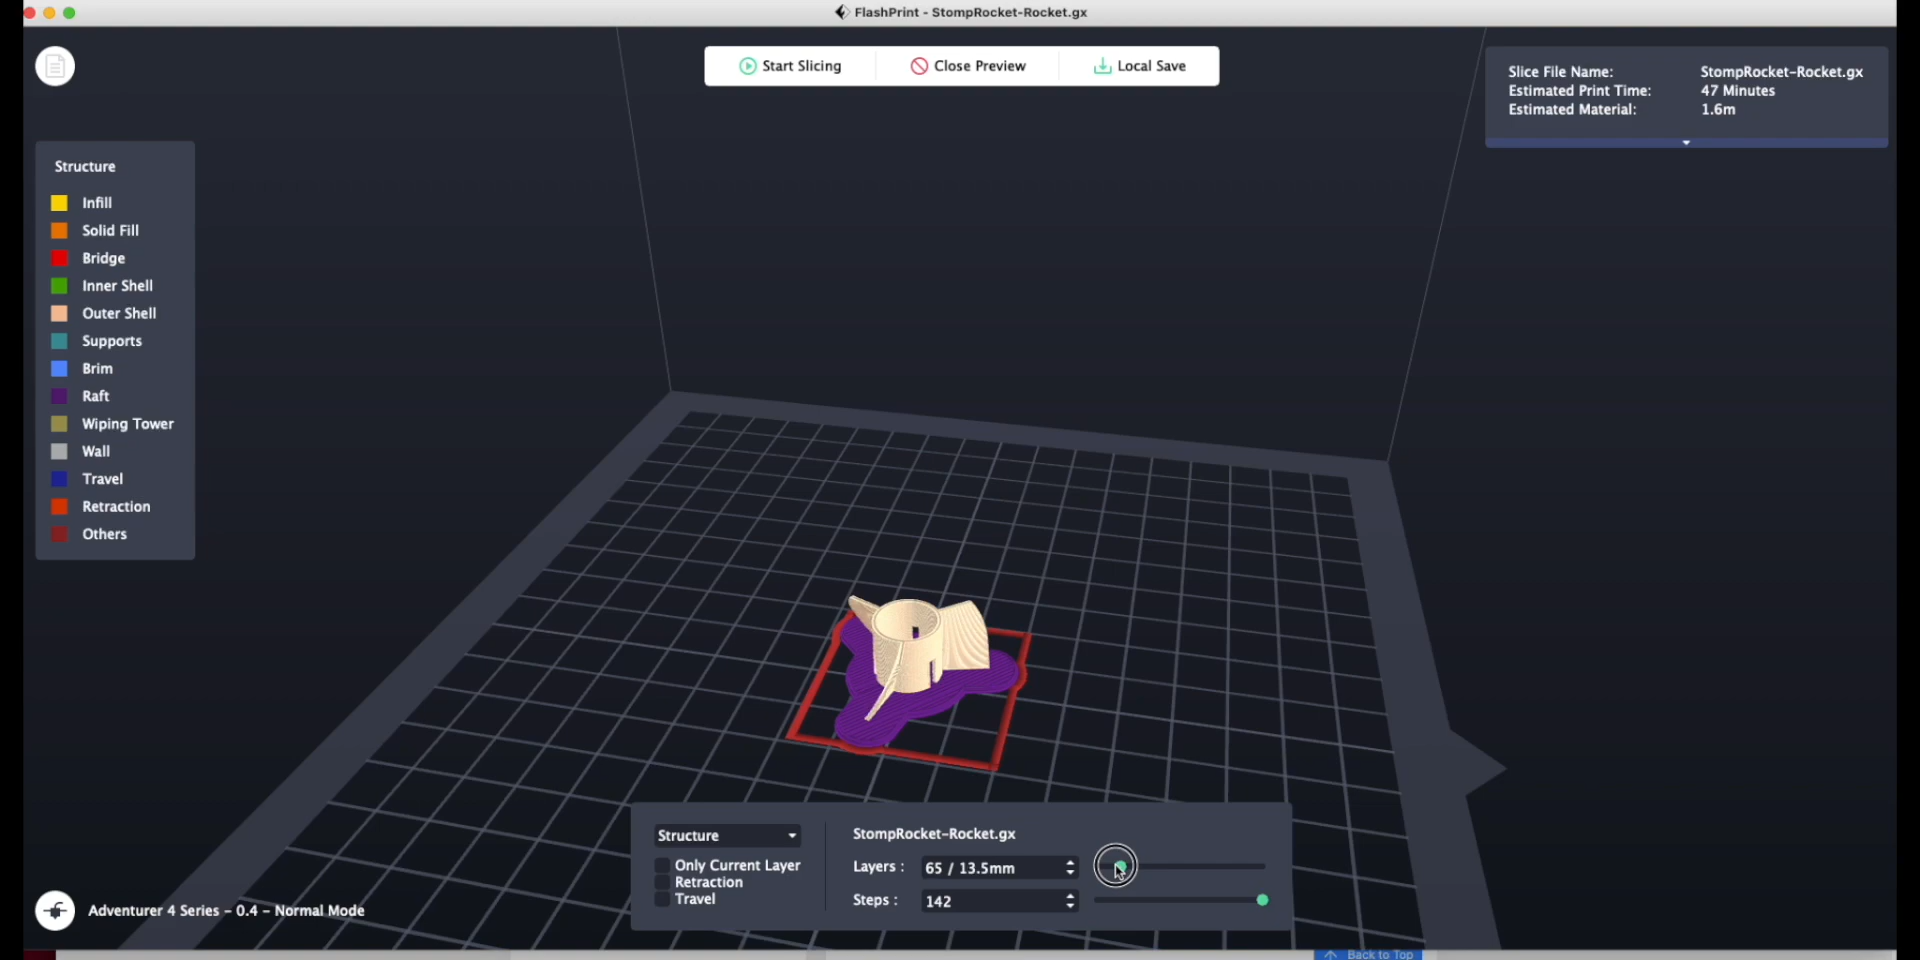 FlashPrint - StompRocket-Rocket.gx
Start Slicing
Close Preview
Local Save
Slice File Name: StompRocket-Rocket.gx
Estimated Print Time: 47 Minutes
Estimated Material: 1.6m
Structure
Infill
Solid Fill
Bridge
Inner Shell
Outer Shell
Supports
Brim
Raft
Wiping Tower
Wall
Travel
Retraction
Others
Structure
Only Current Layer
Retraction
Travel
StompRocket-Rocket.gx
Layers : 65 / 13.5mm
Steps : 142
Adventurer 4 Series - 0.4 - Normal Mode
Back to Top